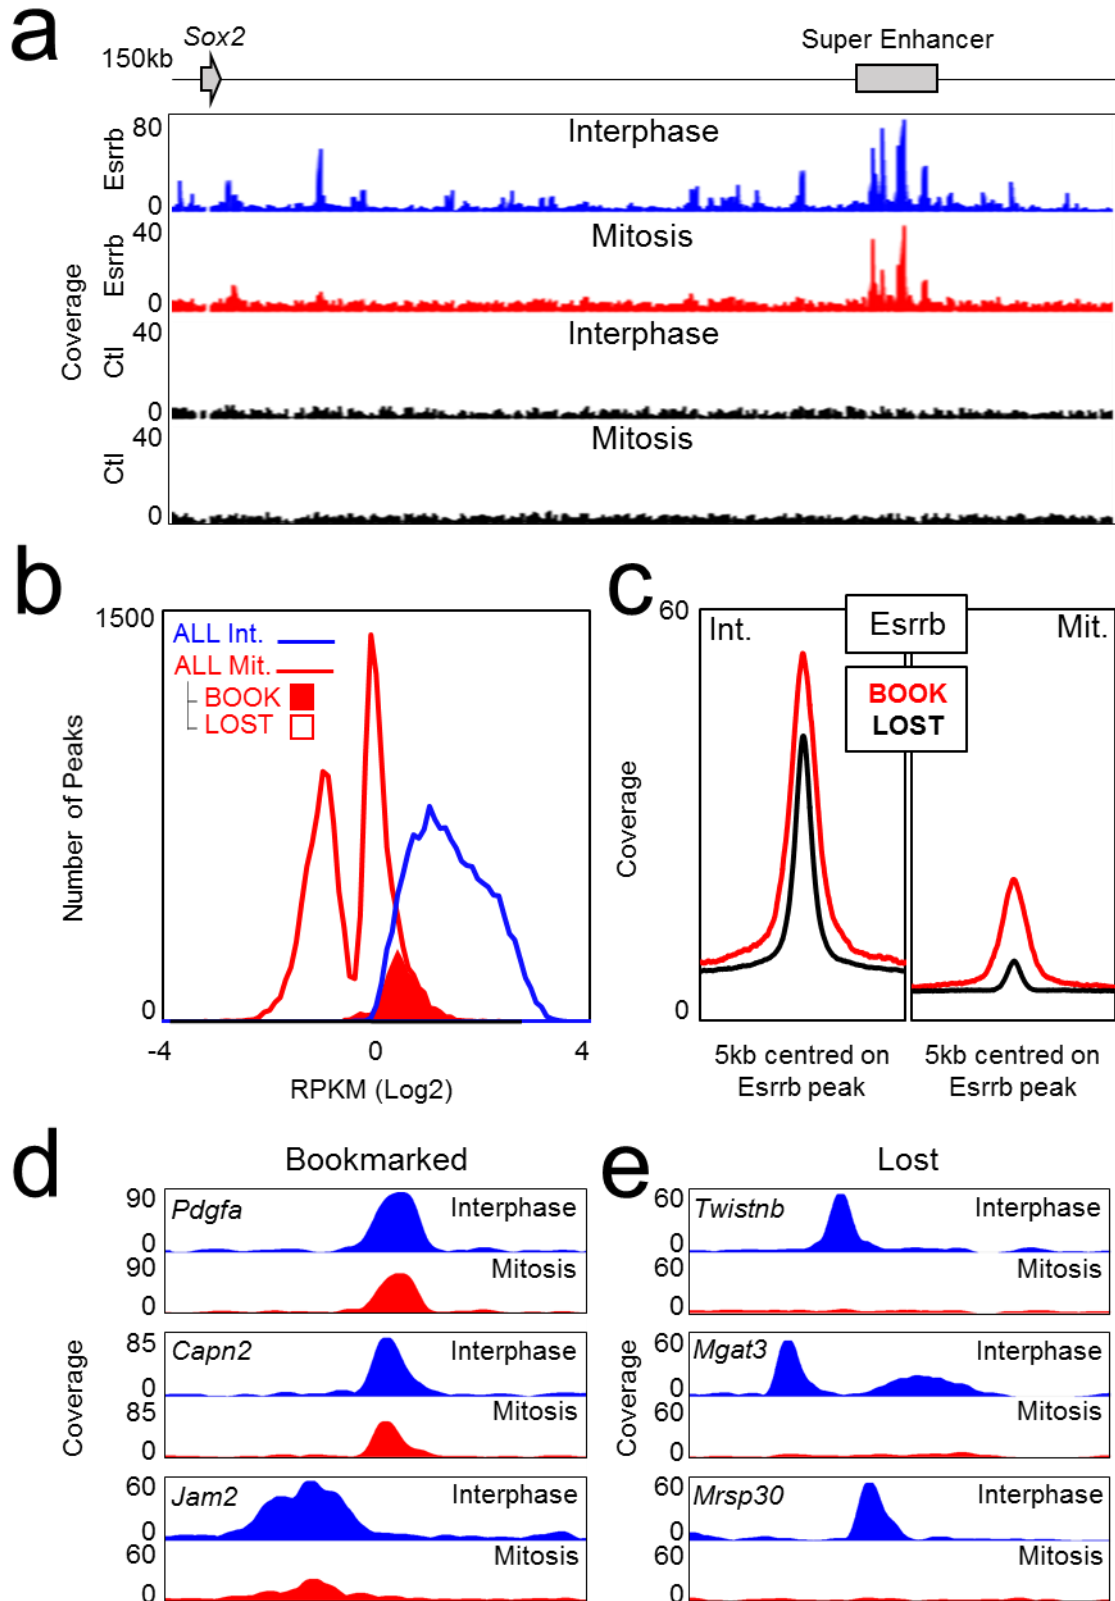 a
Sox2
150kb
Super Enhancer
Coverage
80
Esrrb
0
Interphase
40
Esrrb
0
Mitosis
40
Ctl
0
Interphase
40
Ctl
0
Mitosis
b
1500
ALL Int.
ALL Mit.
BOOK
LOST
Number of Peaks
0
-4
0
4
RPKM (Log2)
c
60
Int.
Esrrb
Mit.
BOOK
LOST
Coverage
0
5kb centred on
Esrrb peak
5kb centred on
Esrrb peak
d
Bookmarked
Coverage
90
Pdgfa
Interphase
0
90
Mitosis
0
85
Capn2
Interphase
0
85
Mitosis
0
60
Jam2
Interphase
0
60
Mitosis
0
e
Lost
Coverage
60
Twistnb
Interphase
0
60
Mitosis
0
60
Mgat3
Interphase
0
60
Mitosis
0
60
Mrsp30
Interphase
0
60
Mitosis
0